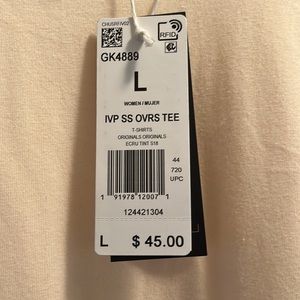 CHUSRFIV02
RFID
GK4889
L
WOMEN / MUJER
IVP SS OVRS TEE
T-SHIRTS
ORIGINALS ORIGINALS
ECRU TINT S18
44
720
UPC
1 91978 12007 1
124421304
L $ 45.00